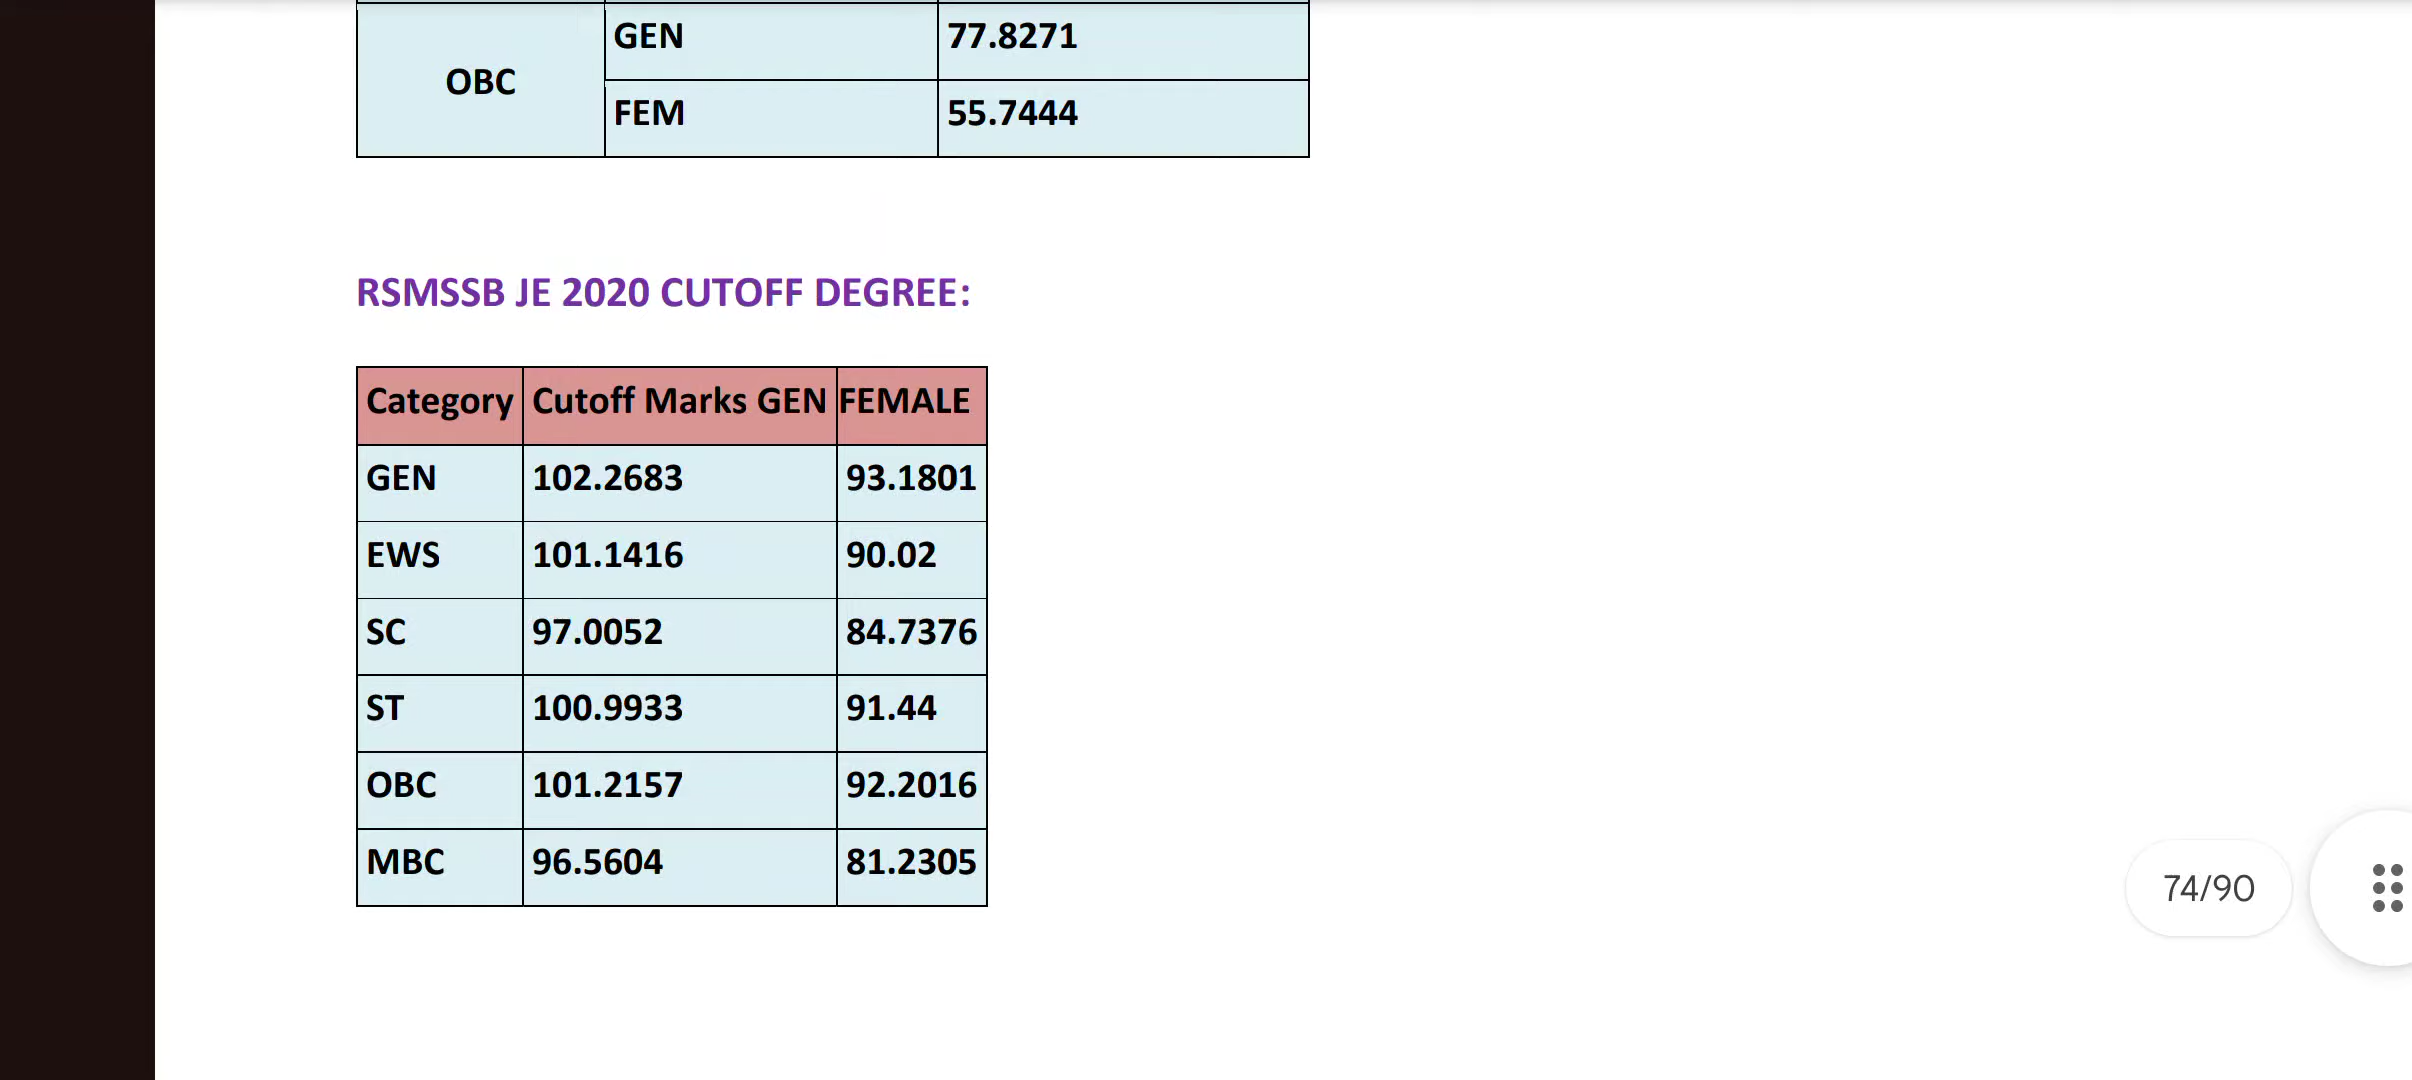 GEN 77.8271
OBC
FEM 55.7444
RSMSSB JE 2020 CUTOFF DEGREE:
Category Cutoff Marks GEN FEMALE
GEN 102.2683 93.1801
EWS 101.1416 90.02
SC 97.0052 84.7376
ST 100.9933 91.44
OBC 101.2157 92.2016
MBC 96.5604 81.2305
74/90